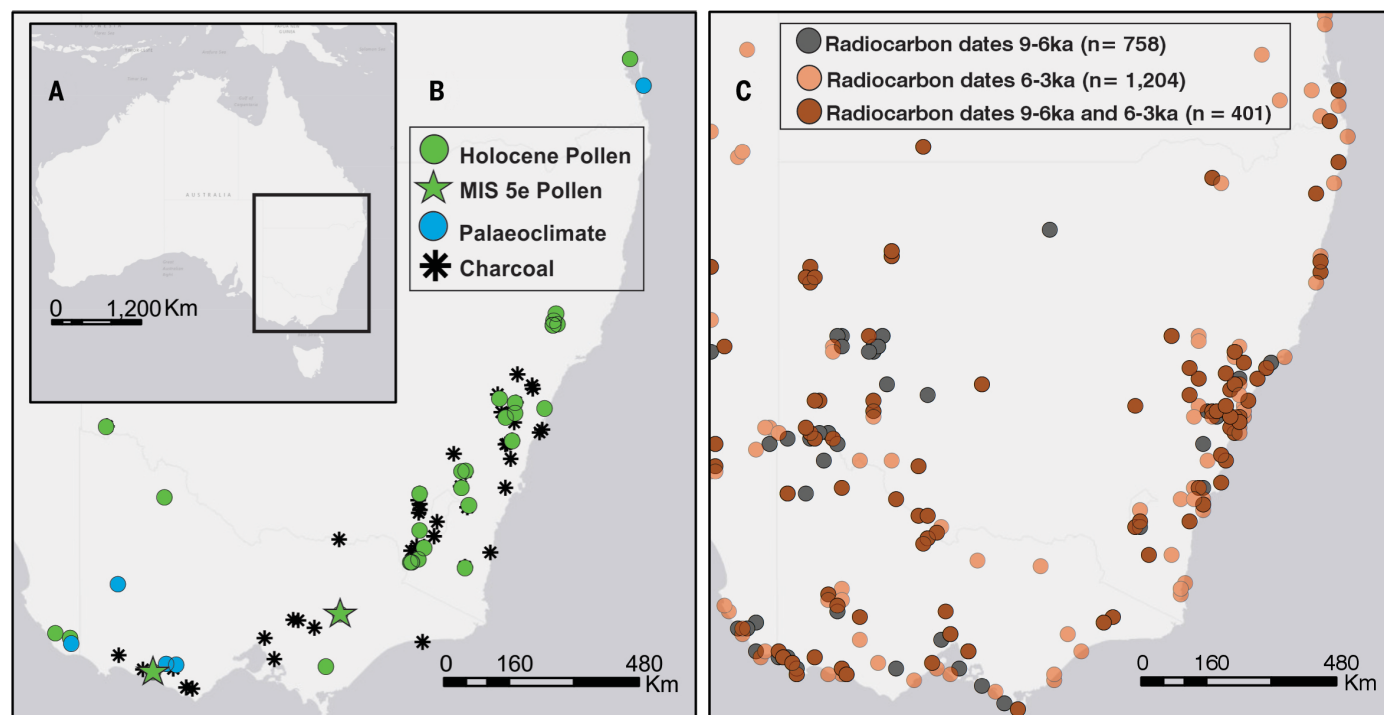 A
AUSTRALIA
0 1,200 Km
B
Holocene Pollen
MIS 5e Pollen
Palaeoclimate
Charcoal
0 160 480
Km
C
Radiocarbon dates 9-6ka (n= 758)
Radiocarbon dates 6-3ka (n= 1,204)
Radiocarbon dates 9-6ka and 6-3ka (n = 401)
0 160 480
Km